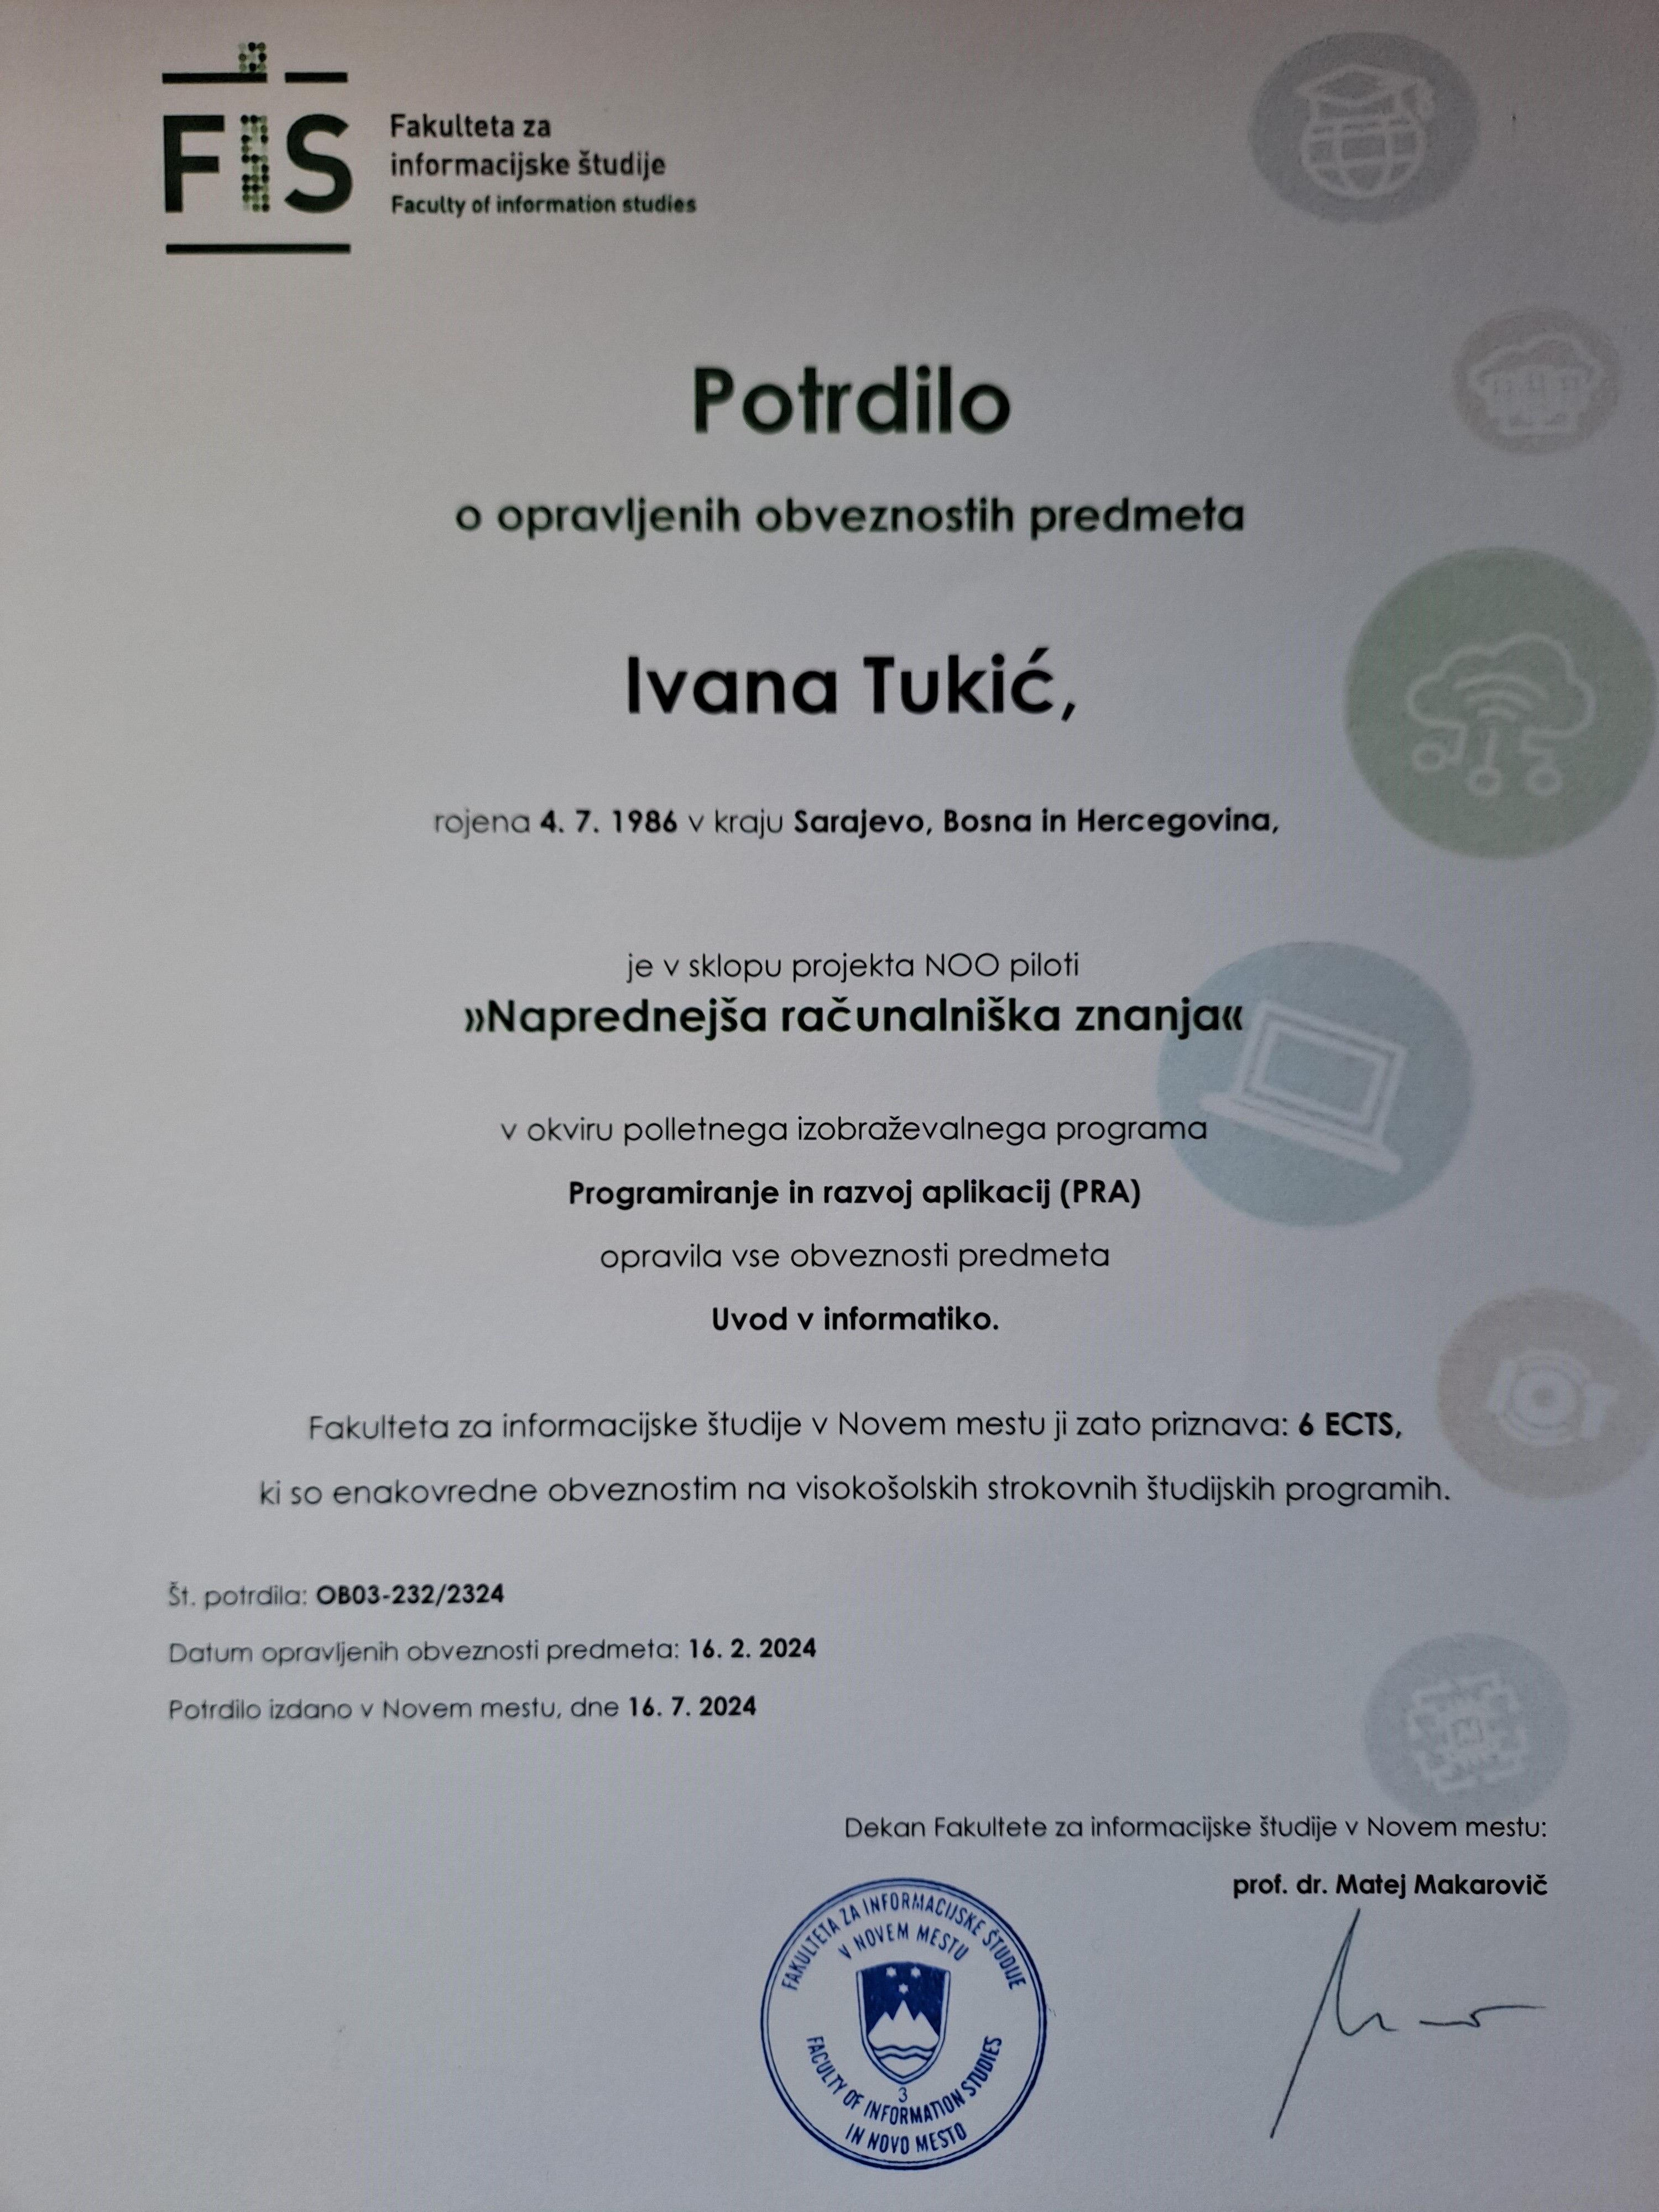 FIS
Fakulteta za
informacijske študije
Faculty of information studies
Potrdilo
o opravljenih obveznostih predmeta
Ivana Tukić,
rojena 4. 7. 1986 v kraju Sarajevo, Bosna in Hercegovina,
je v sklopu projekta NOO piloti
»Naprednejša računalniška znanja«
v okviru polletnega izobraževalnega programa
Programiranje in razvoj aplikacij (PRA)
opravila vse obveznosti predmeta
Uvod v informatiko.
Fakulteta za informacijske študije v Novem mestu ji zato priznava: 6 ECTS,
ki so enakovredne obveznostim na visokošolskih strokovnih študijskih programih.
Št. potrdila: OB03-232/2324
Datum opravljenih obveznosti predmeta: 16. 2. 2024
Potrdilo izdano v Novem mestu, dne 16. 7. 2024
Dekan Fakultete za informacijske študije v Novem mestu:
prof. dr. Matej Makarovič
FAKULTETA ZA INFORMACIJSKE ŠTUDIJE
V NOVEM MESTU
3
FACULTY OF INFORMATION STUDIES
IN NOVO MESTO